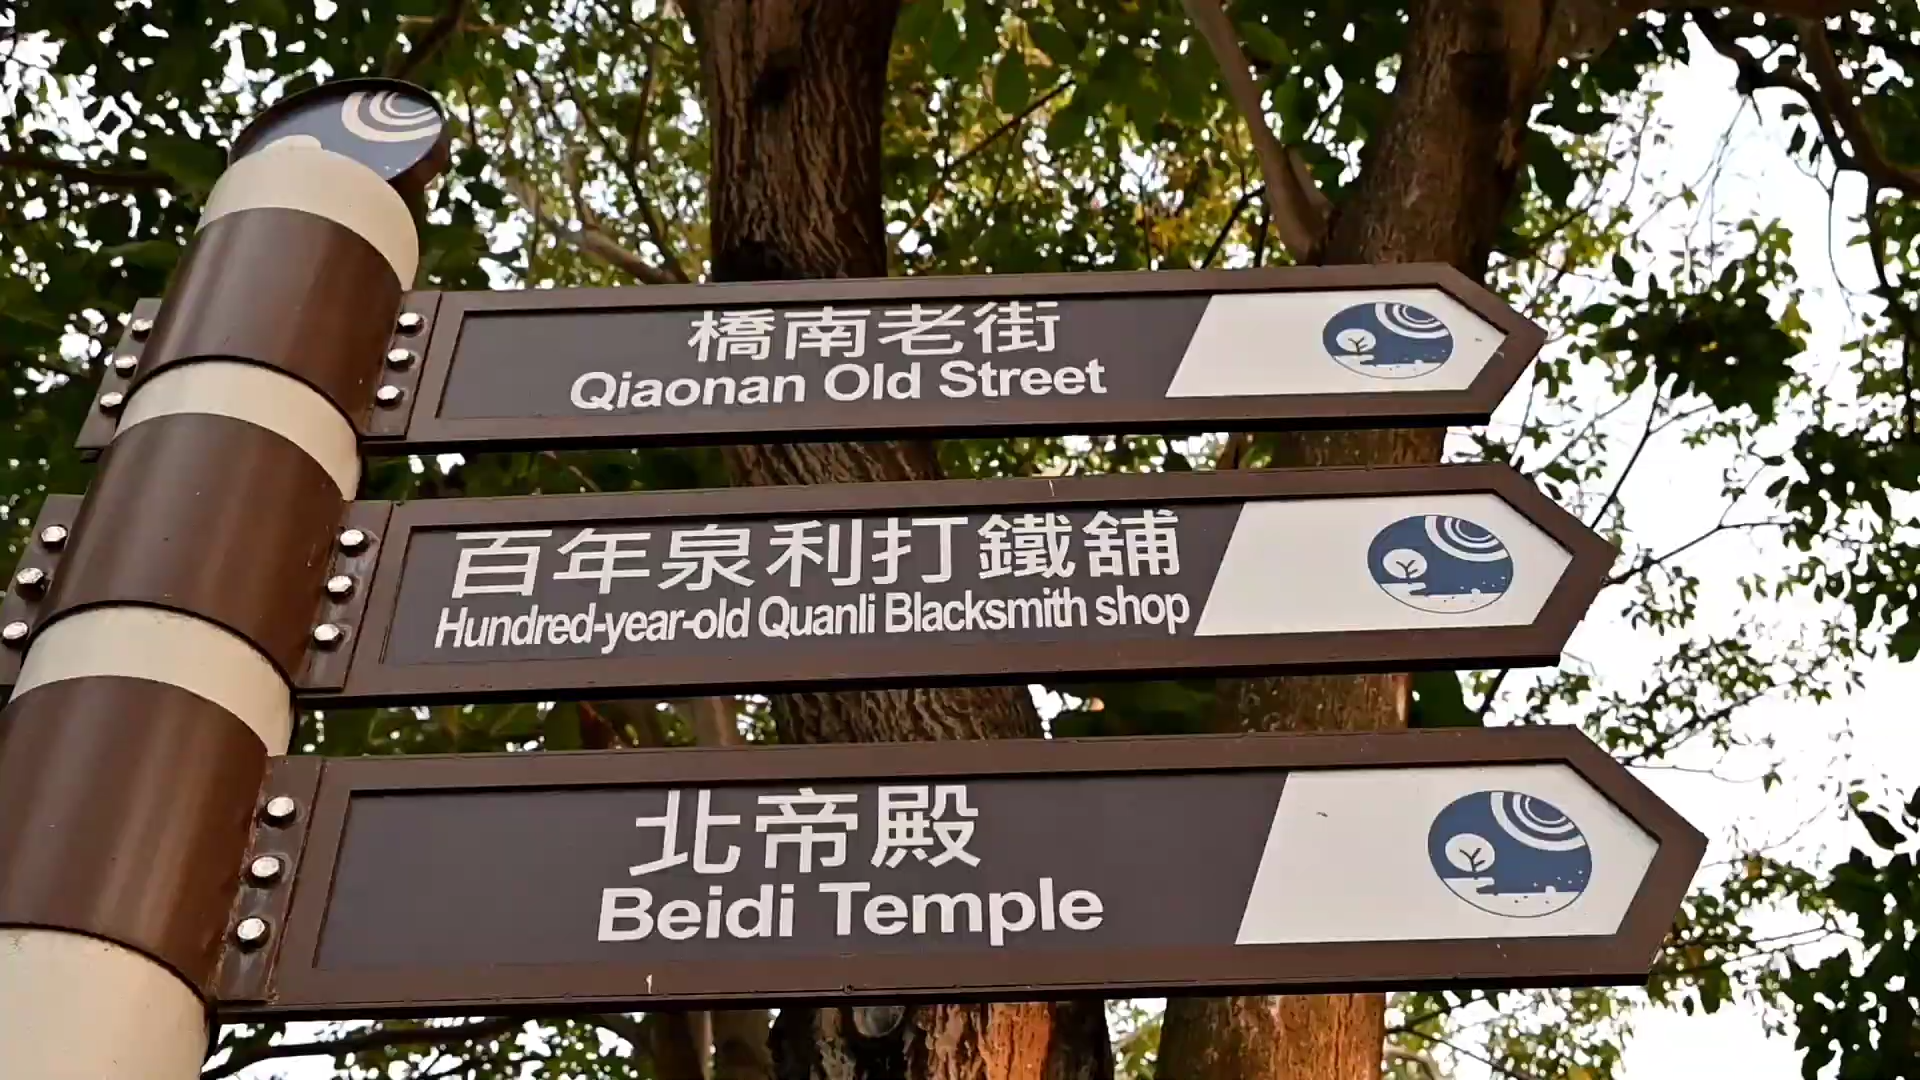 橋南老街
Qiaonan Old Street
百年泉利打鐵舖
Hundred-year-old Quanli Blacksmith shop
北帝殿
Beidi Temple